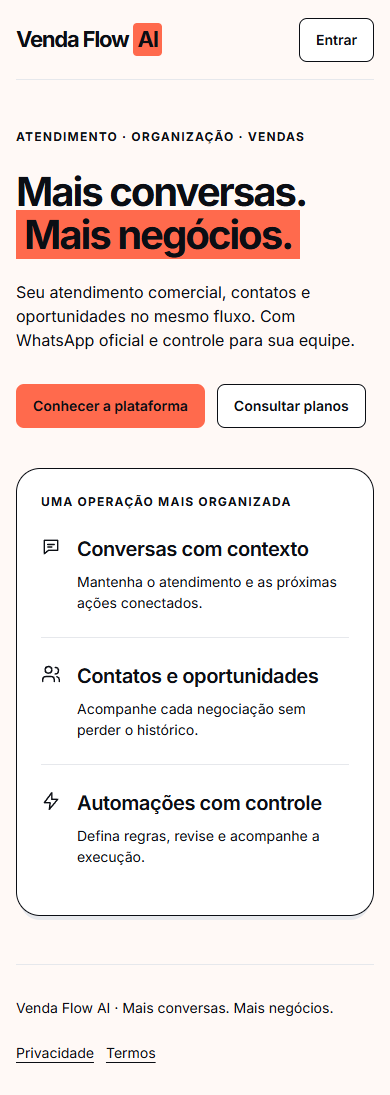 Venda Flow AI
Entrar
ATENDIMENTO · ORGANIZAÇÃO · VENDAS
Mais conversas.
Mais negócios.
Seu atendimento comercial, contatos e
oportunidades no mesmo fluxo. Com
WhatsApp oficial e controle para sua equipe.
Conhecer a plataforma
Consultar planos
UMA OPERAÇÃO MAIS ORGANIZADA
Conversas com contexto
Mantenha o atendimento e as próximas
ações conectados.
Contatos e oportunidades
Acompanhe cada negociação sem
perder o histórico.
Automações com controle
Defina regras, revise e acompanhe a
execução.
Venda Flow AI · Mais conversas. Mais negócios.
Privacidade
Termos